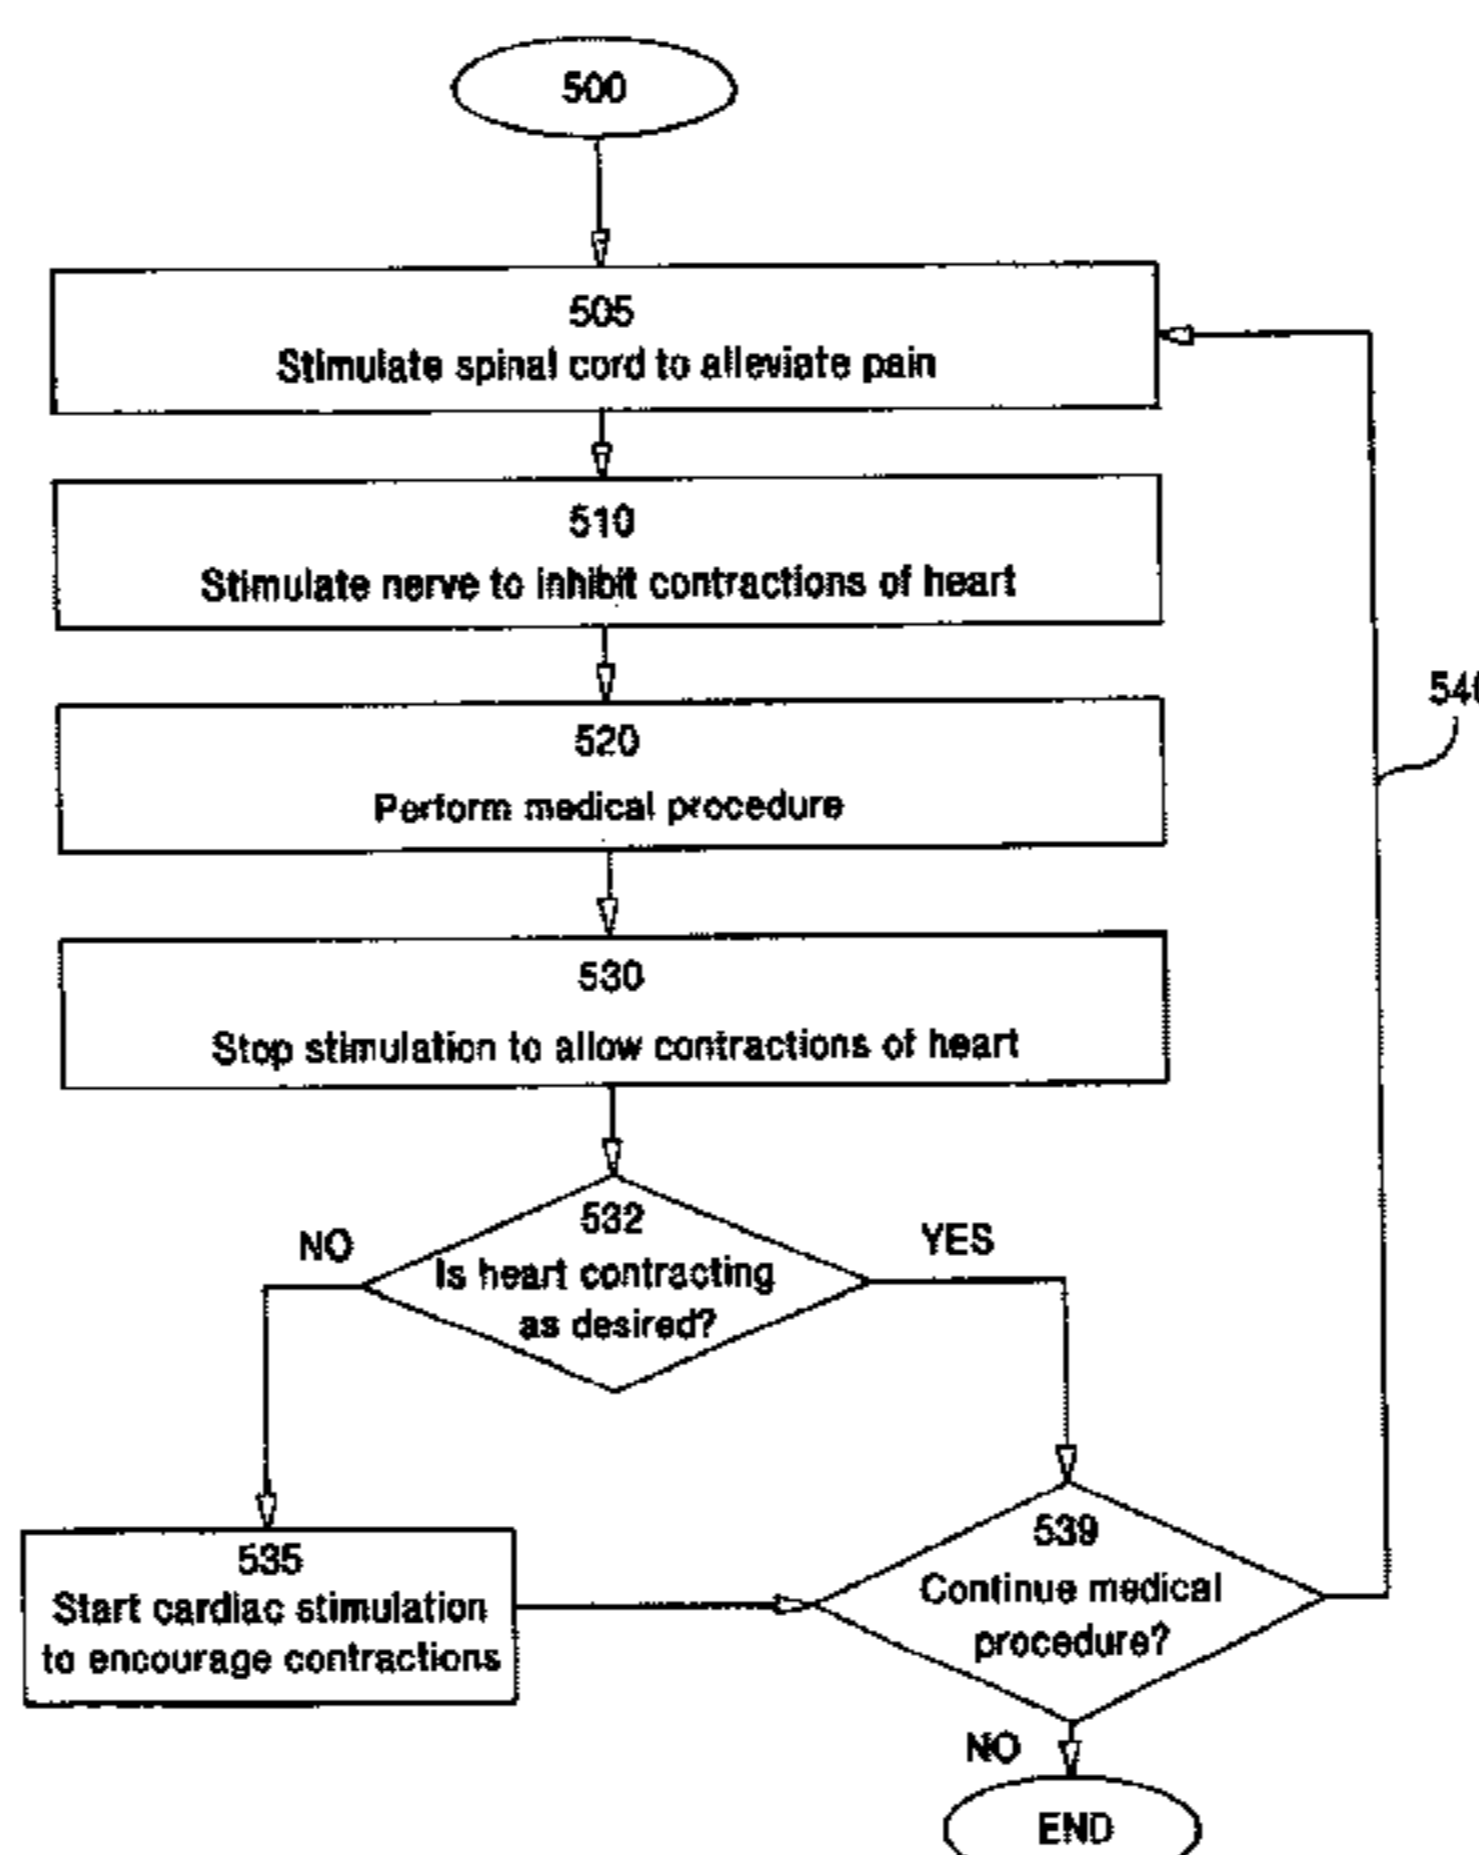 500
505
Stimulate spinal cord to alleviate pain
510
Stimulate nerve to inhibit contractions of heart
520
Perform medical procedure
530
Stop stimulation to allow contractions of heart
532
NO
YES
Is heart contracting
as desired?
535
Start cardiac stimulation
to encourage contractions
539
Continue medical
procedure?
NO
END